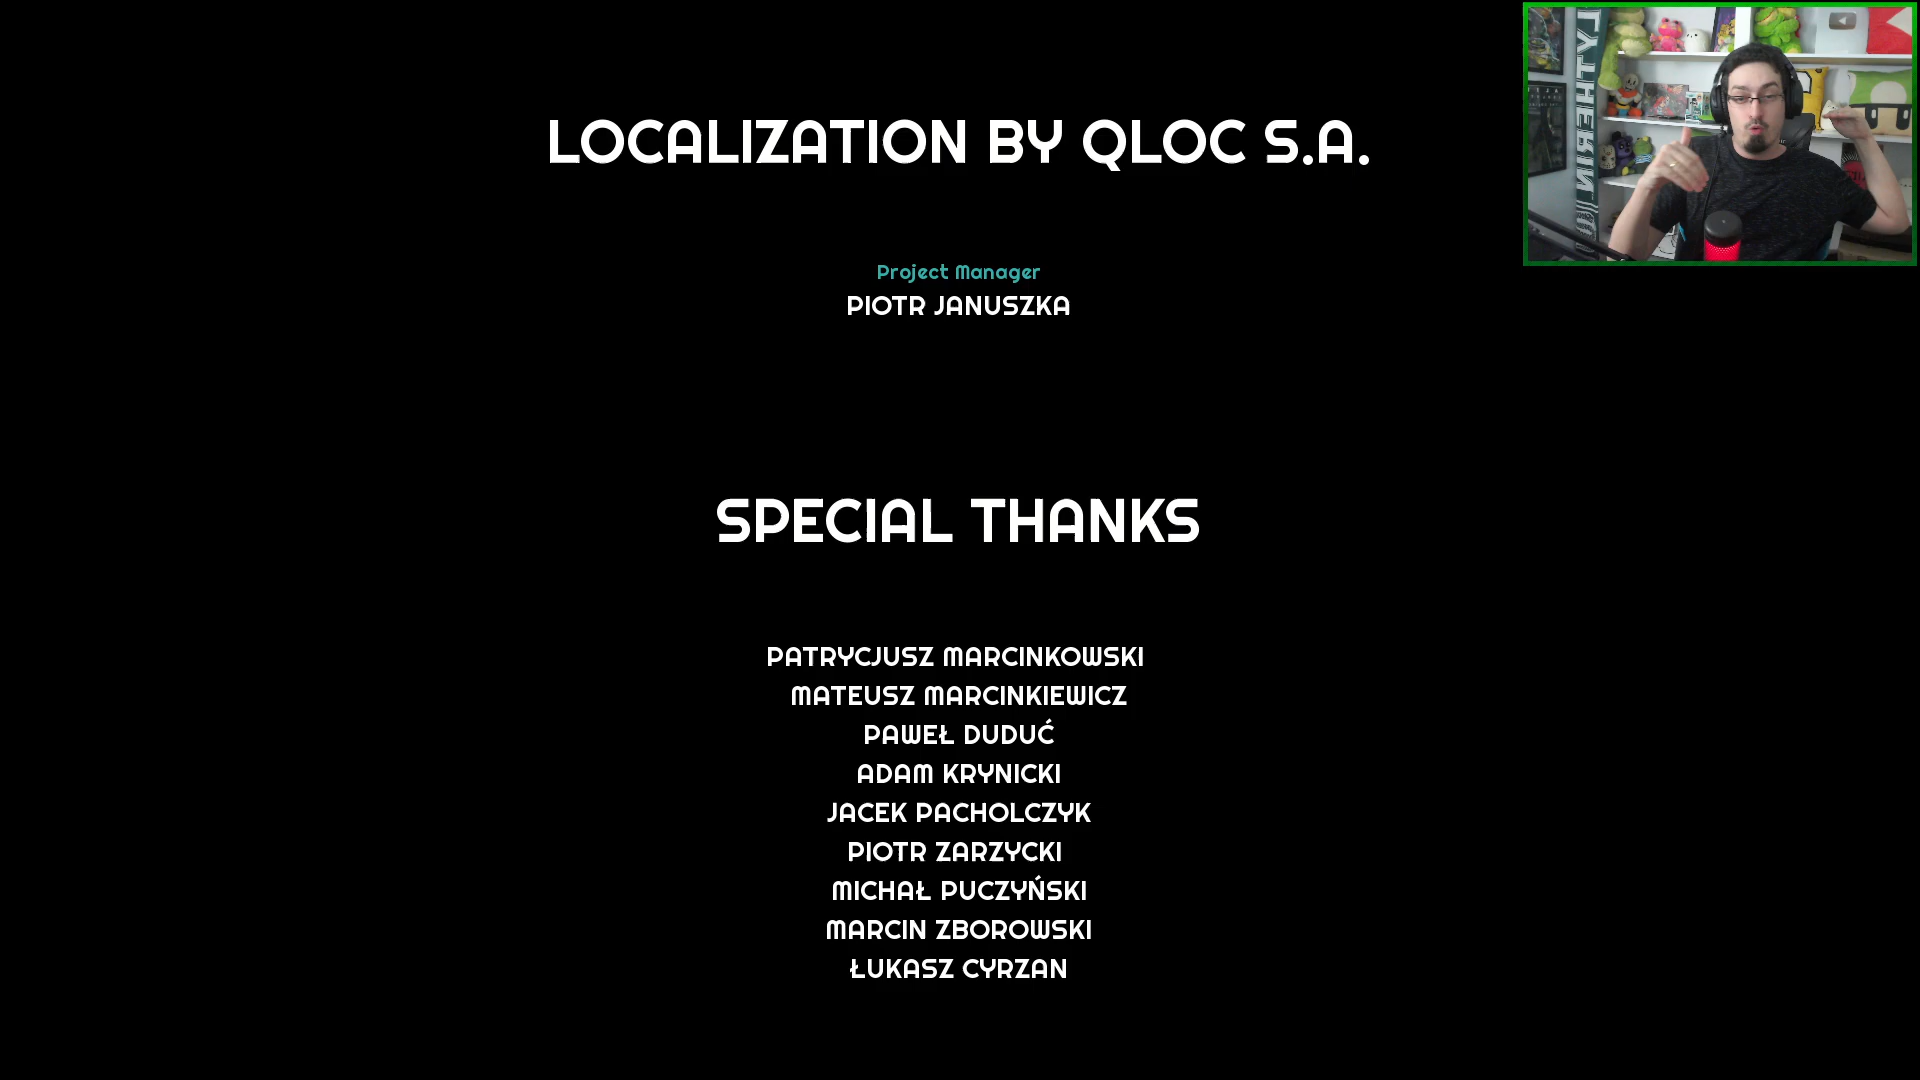 LOCALIZATION BY QLOC S.A.
Project Manager
PIOTR JANUSZKA
SPECIAL THANKS
PATRYCJUSZ MARCINKOWSKI
MATEUSZ MARCINKIEWICZ
PAWEŁ DUDUĆ
ADAM KRYNICKI
JACEK PACHOLCZYK
PIOTR ZARZYCKI
MICHAŁ PUCZYŃSKI
MARCIN ZBOROWSKI
ŁUKASZ CYRZAN